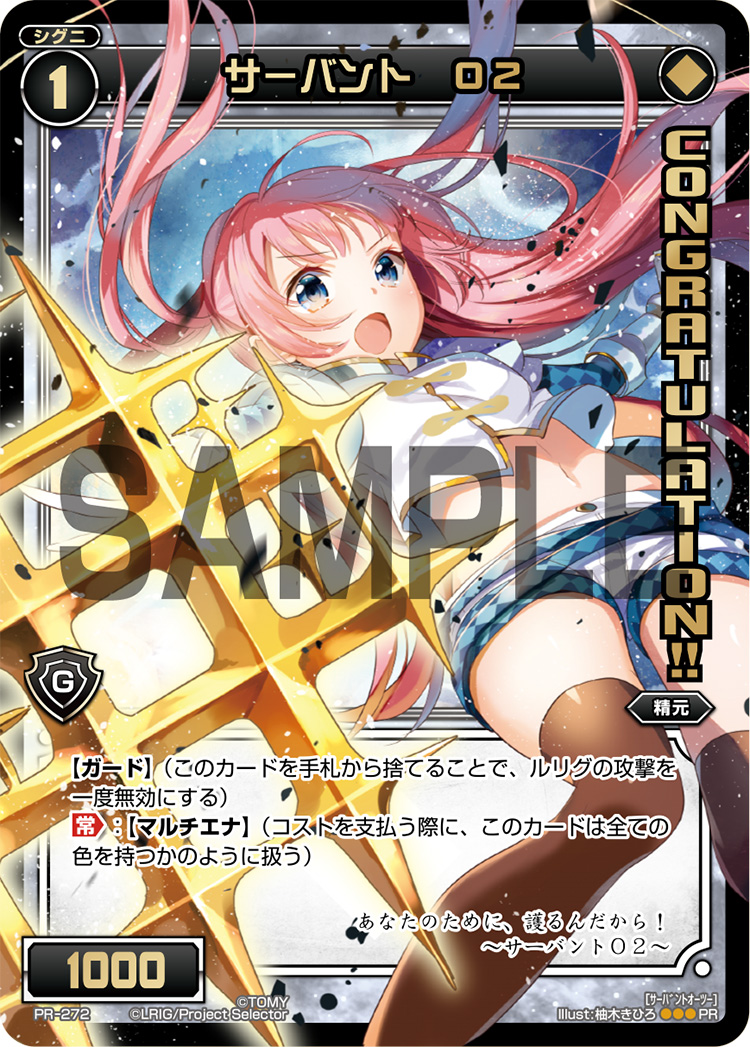 シグニ
1
サーバント　O2
CONGRATULATION!!
SAMPLE
G
精元
【ガード】（このカードを手札から捨てることで、ルリグの攻撃を
一度無効にする）
常：【マルチエナ】（コストを支払う際に、このカードは全ての
色を持つかのように扱う）
あなたのために、護るんだから！
～サーバントO2～
1000
PR-272
©TOMY
©LRIG/Project Selector
[サーバントオーツー]
Illust:柚木きひろ
PR